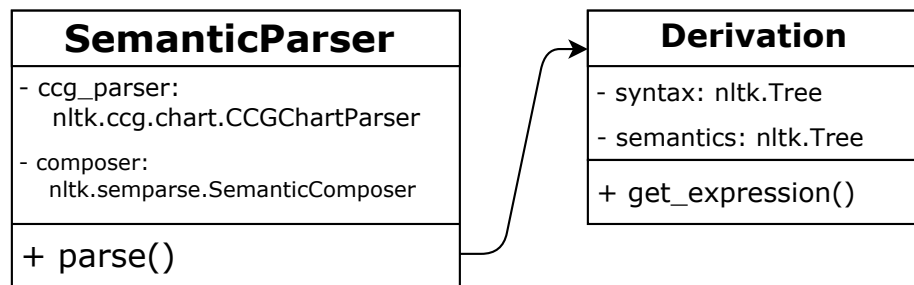 SemanticParser
- ccg_parser:
nltk.ccg.chart.CCGChartParser
- composer:
nltk.semparse.SemanticComposer
+ parse()
Derivation
- syntax: nltk.Tree
- semantics: nltk.Tree
+ get_expression()